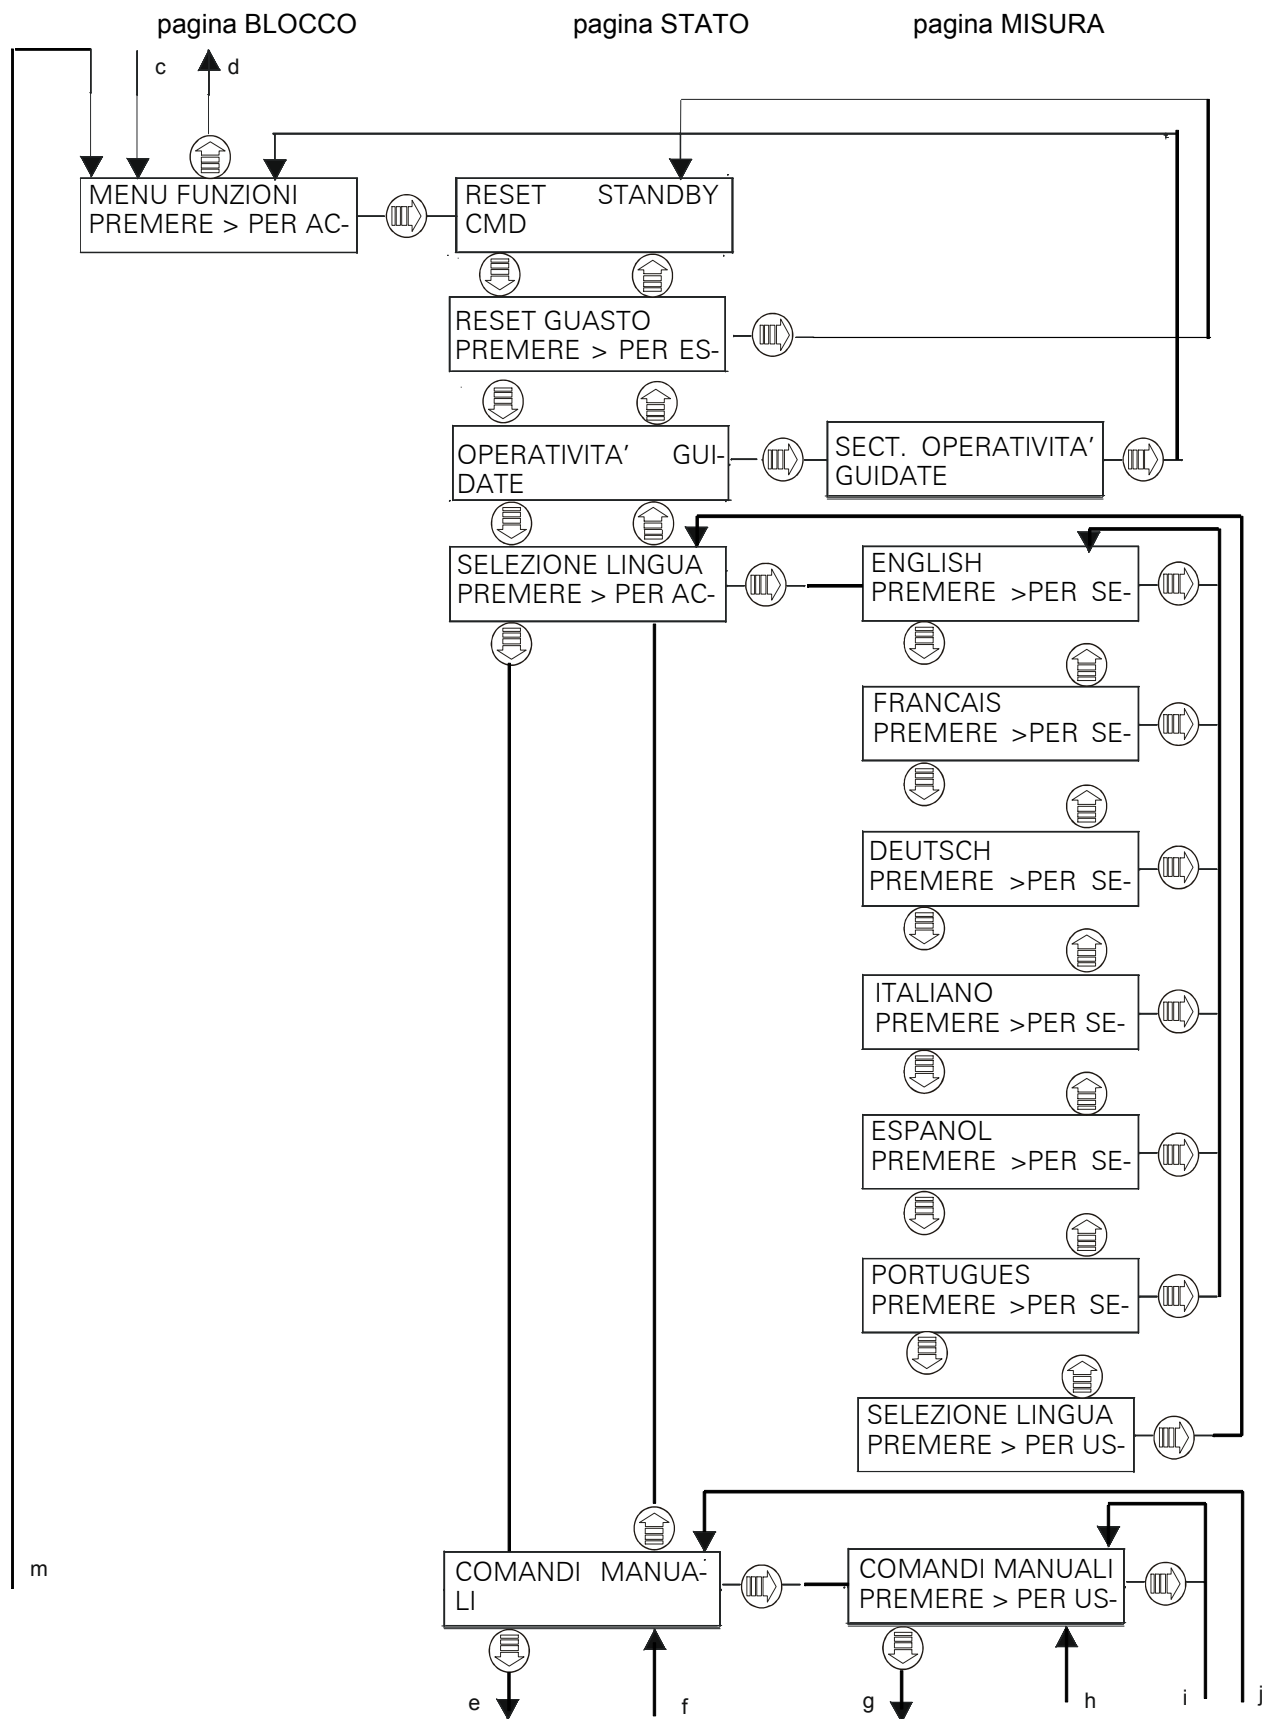 pagina BLOCCO
pagina STATO
pagina MISURA
c
d
MENU FUNZIONI
PREMERE > PER AC-
RESET STANDBY
CMD
RESET GUASTO
PREMERE > PER ES-
OPERATIVITA' GUI-
DATE
SECT. OPERATIVITA'
GUIDATE
SELEZIONE LINGUA
PREMERE > PER AC-
ENGLISH
PREMERE >PER SE-
FRANCAIS
PREMERE >PER SE-
DEUTSCH
PREMERE >PER SE-
ITALIANO
PREMERE >PER SE-
ESPANOL
PREMERE >PER SE-
PORTUGUES
PREMERE >PER SE-
SELEZIONE LINGUA
PREMERE > PER US-
m
COMANDI MANUA-
LI
COMANDI MANUALI
PREMERE > PER US-
e
f
g
h
i
j